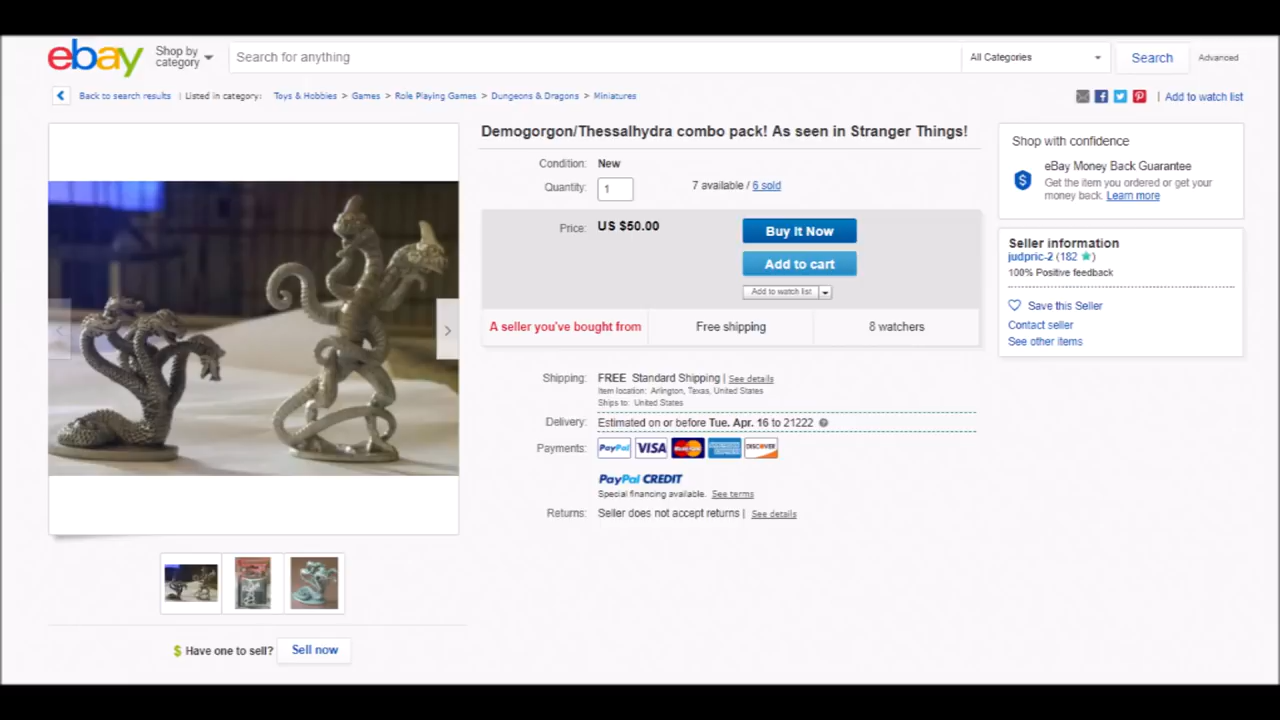 ebay
Shop by category
Search for anything
All Categories
Search
Advanced
Back to search results | Listed in category: Toys & Hobbies > Games > Role Playing Games > Dungeons & Dragons > Miniatures
| Add to watch list
Demogorgon/Thessalhydra combo pack! As seen in Stranger Things!
Condition: New
Quantity: 1 7 available / 6 sold
Price: US $50.00
Buy It Now
Add to cart
Add to watch list
A seller you've bought from
Free shipping
8 watchers
Shipping: FREE Standard Shipping | See details
Item location: Arlington, Texas, United States
Ships to: United States
Delivery: Estimated on or before Tue. Apr. 16 to 21222
Payments: PayPal VISA MasterCard DISCOVER
PayPal CREDIT
Special financing available. See terms
Returns: Seller does not accept returns | See details
Shop with confidence
eBay Money Back Guarantee
Get the item you ordered or get your
money back. Learn more
Seller information
judpric-2 (182 )
100% Positive feedback
Save this Seller
Contact seller
See other items
$ Have one to sell? Sell now